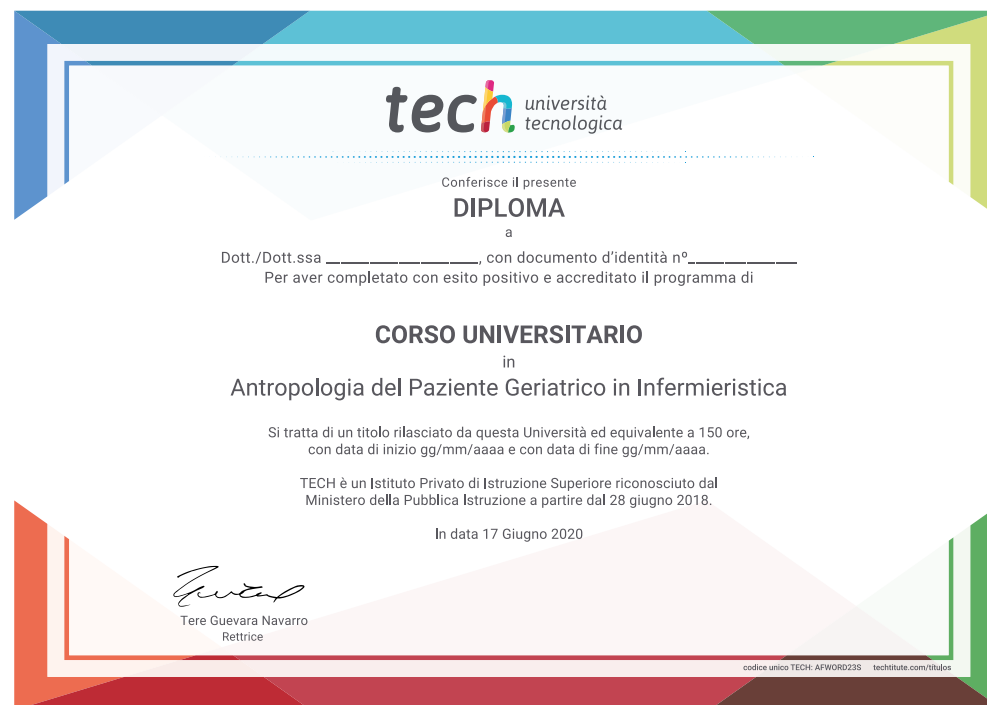 tech università
tecnologica
Conferisce il presente
DIPLOMA
a
Dott./Dott.ssa _________________, con documento d'identità nº____________
Per aver completato con esito positivo e accreditato il programma di
CORSO UNIVERSITARIO
in
Antropologia del Paziente Geriatrico in Infermieristica
Si tratta di un titolo rilasciato da questa Università ed equivalente a 150 ore,
con data di inizio gg/mm/aaaa e con data di fine gg/mm/aaaa.
TECH è un Istituto Privato di Istruzione Superiore riconosciuto dal
Ministero della Pubblica Istruzione a partire dal 28 giugno 2018.
In data 17 Giugno 2020
Tere Guevara Navarro
Rettrice
codice unico TECH: AFWORD23S techtitute.com/titulos